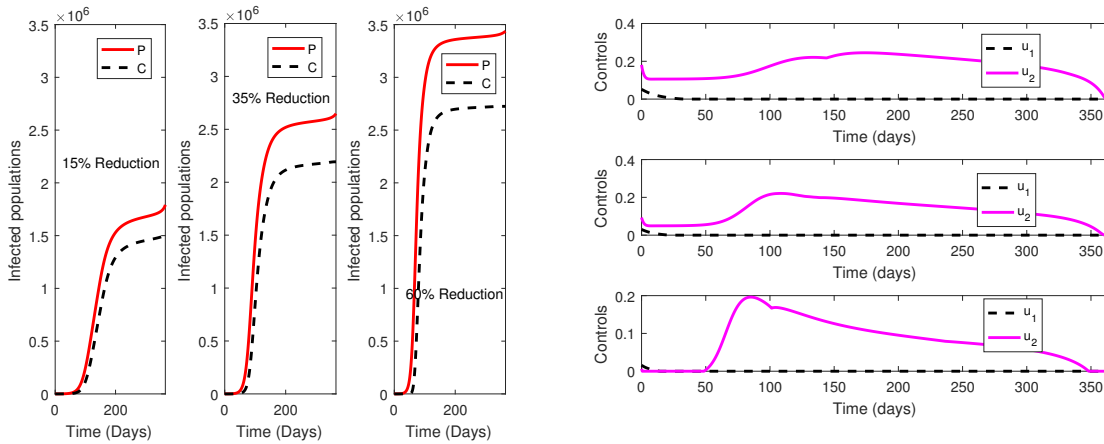 ×10⁶
3.5
3
2.5
2
1.5
1
0.5
0
0 200
Infected populations
Time (Days)
P
C
15% Reduction
×10⁶
3.5
3
2.5
2
1.5
1
0.5
0
0 200
Infected populations
Time (Days)
P
C
35% Reduction
×10⁶
3.5
3
2.5
2
1.5
1
0.5
0
0 200
Infected populations
Time (Days)
P
C
60% Reduction
0.4
0.2
0
0 50 100 150 200 250 300 350
Controls
Time (days)
u₁
u₂
0.4
0.2
0
0 50 100 150 200 250 300 350
Controls
Time (days)
u₁
u₂
0.2
0.1
0
0 50 100 150 200 250 300 350
Controls
Time (days)
u₁
u₂